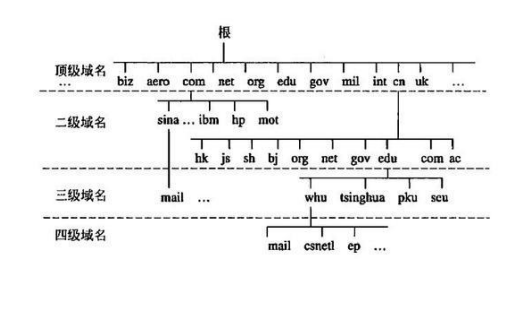 根
顶级域名
biz aero com net org edu gov mil int cn uk ...
...
二级域名
sina ... ibm hp mot
hk js sh bj org net gov edu com ac
三级域名
mail ...
whu tsinghua pku scu
四级域名
mail csnetl ep ...